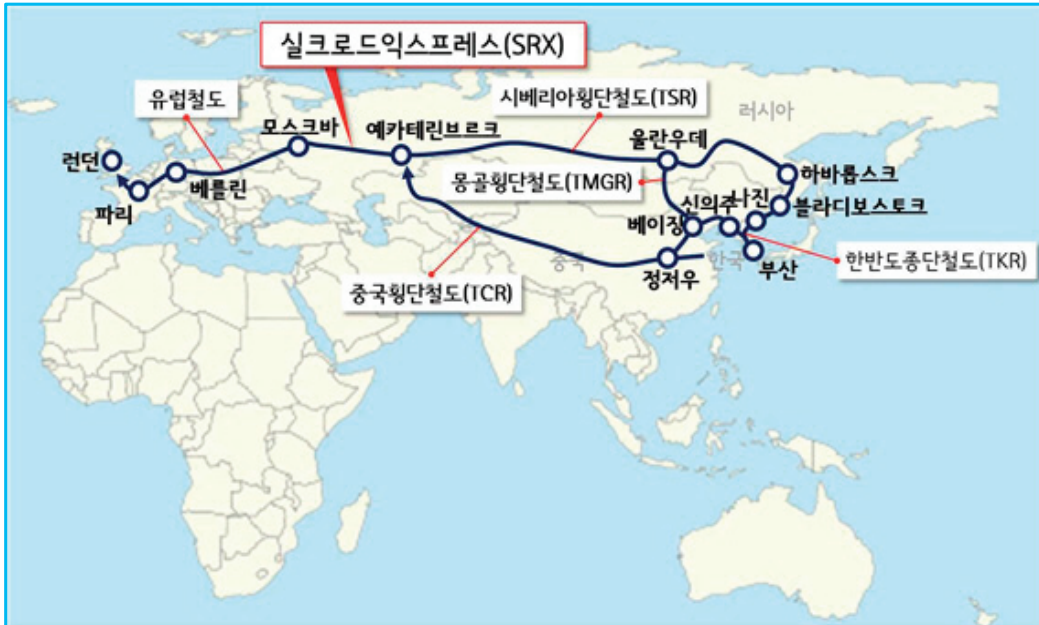 실크로드익스프레스(SRX)
유럽철도
모스크바
예카테린브르크
시베리아횡단철도(TSR)
러시아
런던
베를린
파리
울란우데
하바롭스크
몽골횡단철도(TMGR)
신의주
나진
블라디보스토크
베이징
중국
한국
한반도종단철도(TKR)
정저우
부산
중국횡단철도(TCR)